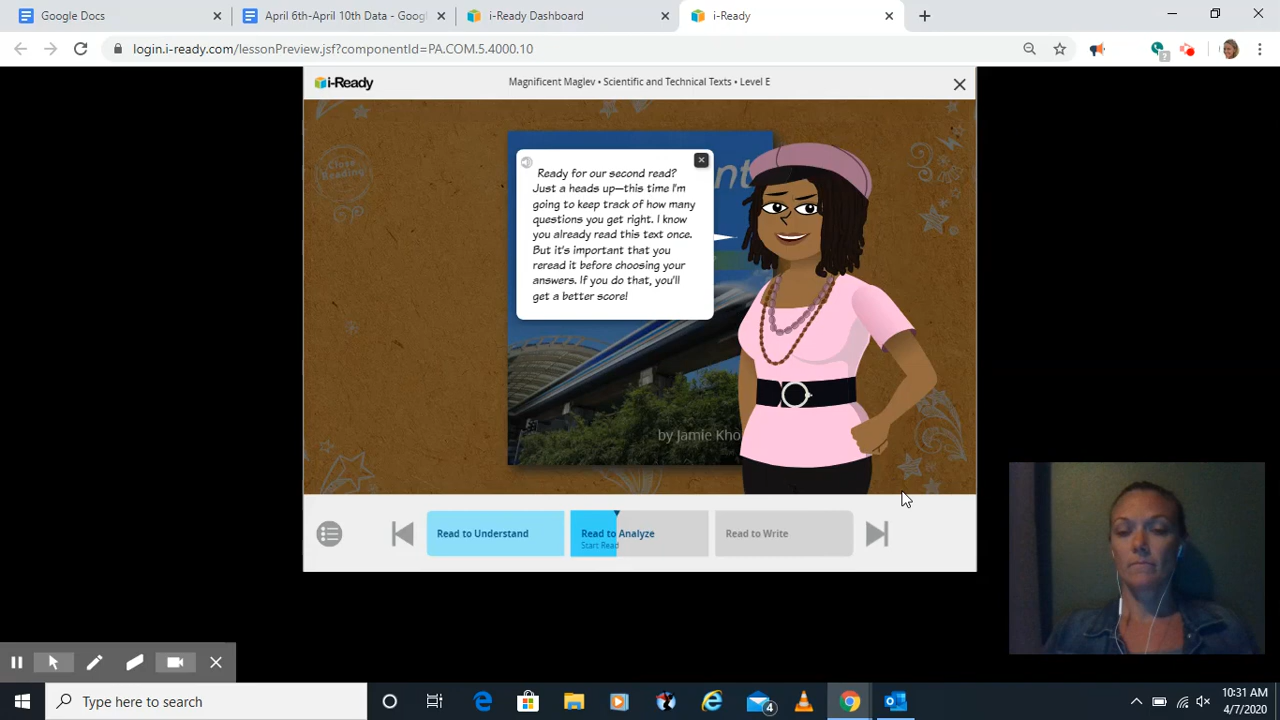 Google Docs
April 6th-April 10th Data - Goog
i-Ready Dashboard
i-Ready
login.i-ready.com/lessonPreview.jsf?componentId=PA.COM.5.4000.10
i-Ready
Magnificent Maglev • Scientific and Technical Texts • Level E
Close
Reading
nt
Ready for our second read?
Just a heads up—this time I'm
going to keep track of how many
questions you get right. I know
you already read this text once.
But it's important that you
reread it before choosing your
answers. If you do that, you'll
get a better score!
by Jamie Kho
Read to Understand
Read to Analyze
Start Read
Read to Write
Type here to search
4
10:31 AM
4/7/2020